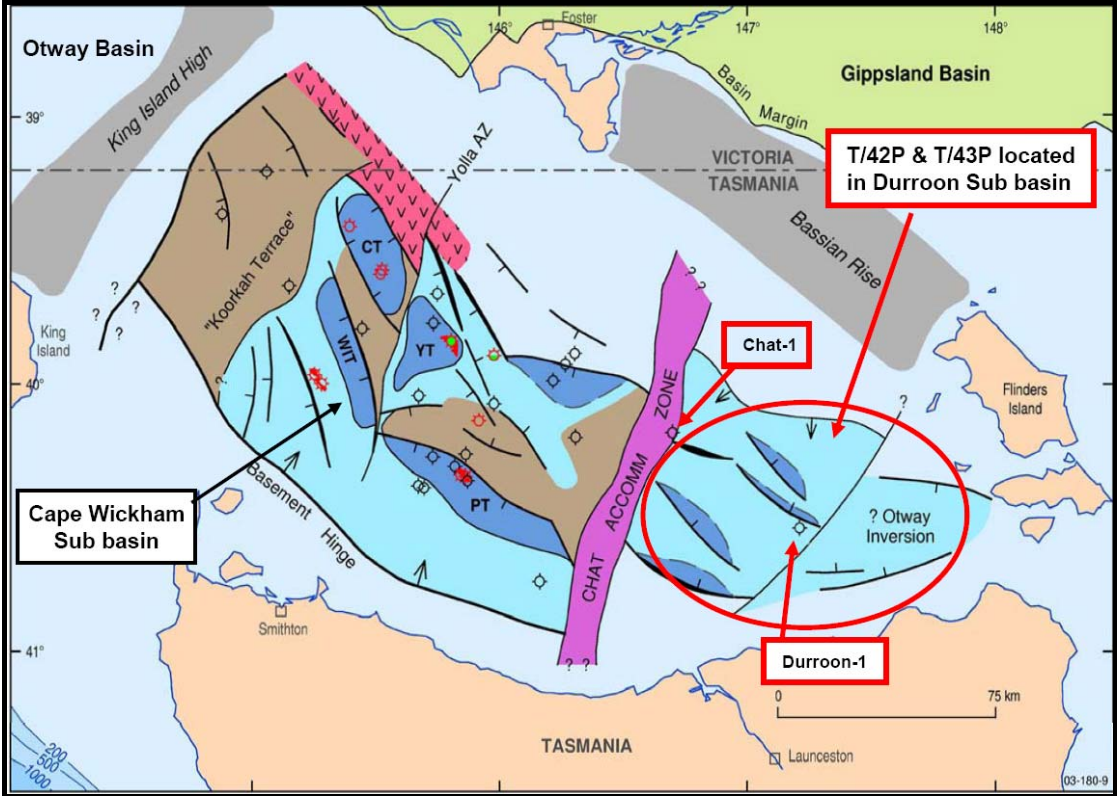 146°
Foster
147°
148°
Otway Basin
King Island High
Gippsland Basin
Basin Margin
39°
VICTORIA
TASMANIA
T/42P & T/43P located
in Durroon Sub basin
Yolla AZ
Bassian Rise
"Koorkah Terrace"
CT
? ?
? ?
?
?
?
King
Island
WIT
YT
Chat-1
?
40°
?
Flinders
Island
CHAT ACCOMM ZONE
Basement Hinge
PT
Cape Wickham
Sub basin
? Otway
Inversion
Smithton
41°
? ?
Durroon-1
0
75 km
TASMANIA
Launceston
200
500
1000
03-180-9